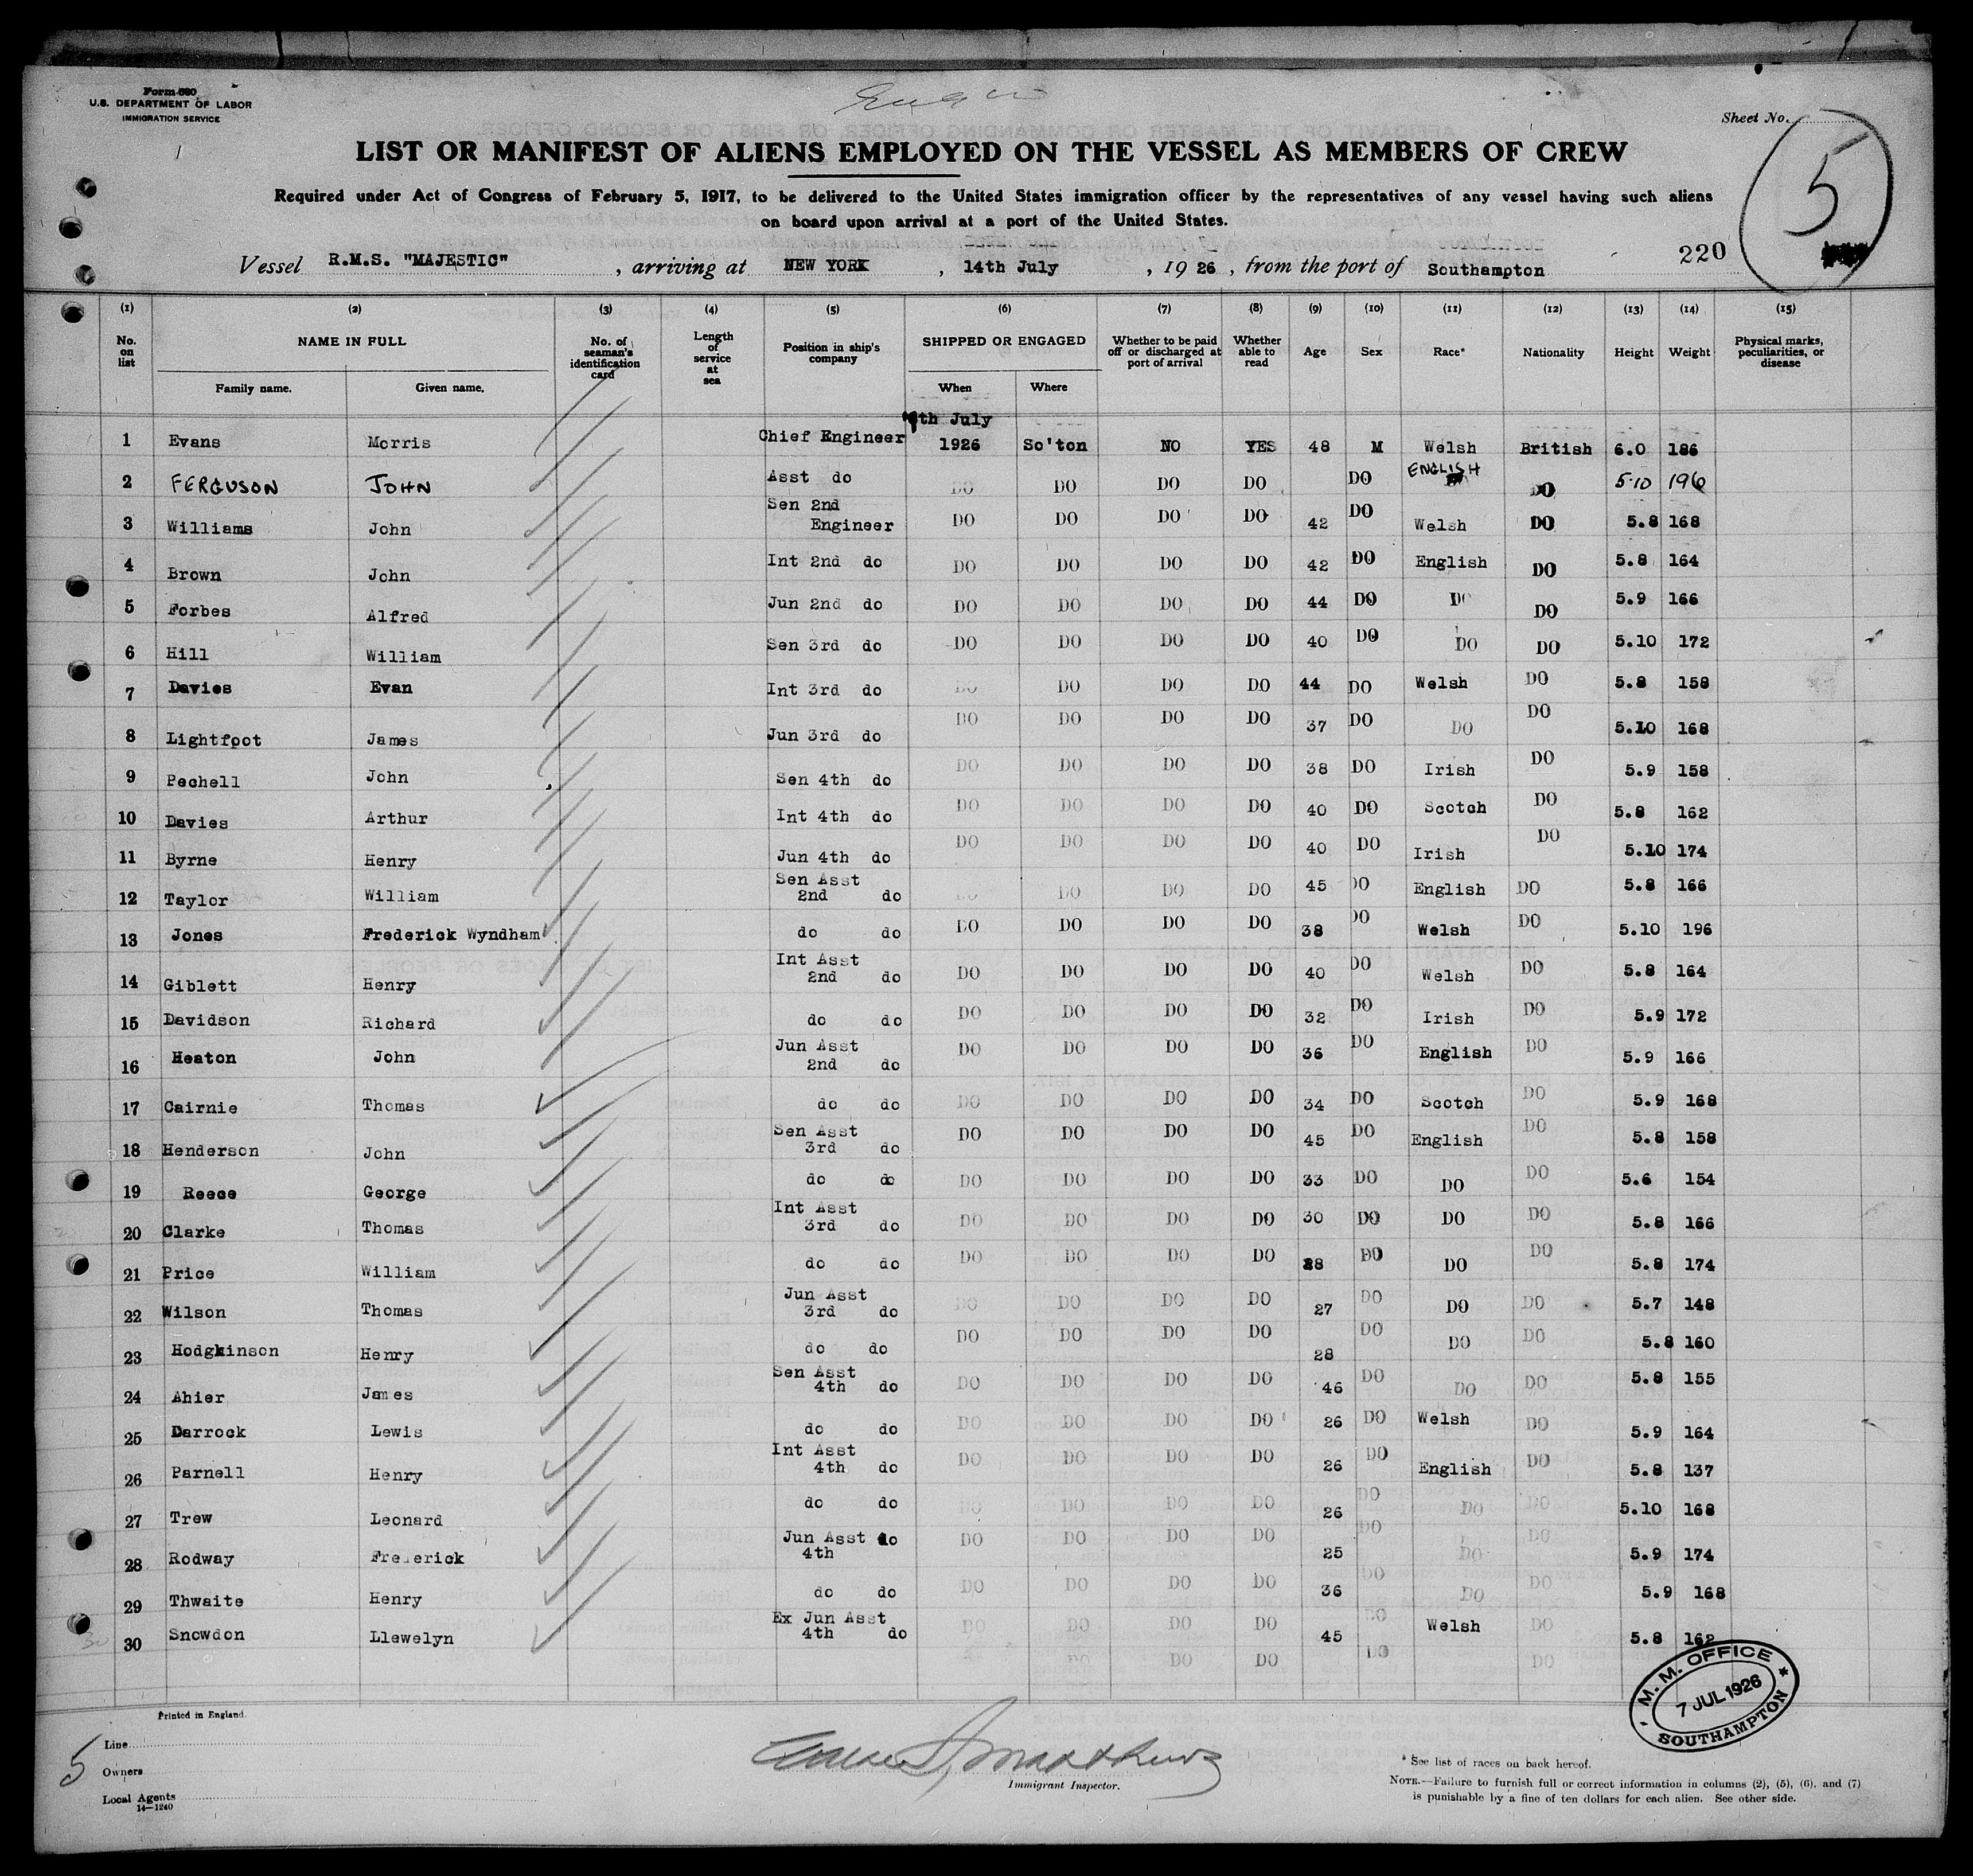 Form 680
U.S. DEPARTMENT OF LABOR
IMMIGRATION SERVICE
Sheet No.
5
LIST OR MANIFEST OF ALIENS EMPLOYED ON THE VESSEL AS MEMBERS OF CREW
Required under Act of Congress of February 5, 1917, to be delivered to the United States immigration officer by the representatives of any vessel having such aliens
on board upon arrival at a port of the United States.
220
Vessel R.M.S. "MAJESTIC", arriving at NEW YORK, 14th July, 1926, from the port of Southampton
(1) (2) (3) (4) (5) (6) (7) (8) (9) (10) (11) (12) (13) (14) (15)
No. on list NAME IN FULL Family name. Given name. No. of seaman's identification card Length of service at sea Position in ship's company SHIPPED OR ENGAGED When Where Whether to be paid off or discharged at port of arrival Whether able to read Age Sex Race* Nationality Height Weight Physical marks, peculiarities, or disease
1 Evans Morris Chief Engineer 7th July 1926 So'ton NO YES 48 M Welsh British 6.0 186
2 FERGUSON JOHN Asst do DO DO DO DO DO ENGLISH DO 5·10 196
3 Williams John Sen 2nd Engineer DO DO DO DO 42 DO Welsh DO 5.8 168
4 Brown John Int 2nd do DO DO DO DO 42 DO English DO 5.8 164
5 Forbes Alfred Jun 2nd do DO DO DO DO 44 DO DO DO 5.9 166
6 Hill William Sen 3rd do DO DO DO DO 40 DO DO DO 5.10 172
7 Davies Evan Int 3rd do DO DO DO DO 44 DO Welsh DO 5.8 158
8 Lightfoot James Jun 3rd do DO DO DO DO 37 DO DO DO 5.10 168
9 Pechell John Sen 4th do DO DO DO DO 38 DO Irish DO 5.9 158
10 Davies Arthur Int 4th do DO DO DO DO 40 DO Scotch DO 5.8 162
11 Byrne Henry Jun 4th do DO DO DO DO 40 DO Irish DO 5.10 174
12 Taylor William Sen Asst 2nd do DO DO DO DO 45 DO English DO 5.8 166
13 Jones Frederick Wyndham do do DO DO DO DO 38 DO Welsh DO 5.10 196
14 Giblett Henry Int Asst 2nd do DO DO DO DO 40 DO Welsh DO 5.8 164
15 Davidson Richard do do DO DO DO DO 32 DO Irish DO 5.9 172
16 Heaton John Jun Asst 2nd do DO DO DO DO 36 DO English DO 5.9 166
17 Cairnie Thomas do do DO DO DO DO 34 DO Scotch DO 5.9 168
18 Henderson John Sen Asst 3rd do DO DO DO DO 45 DO English DO 5.8 158
19 Reece George do do DO DO DO DO 33 DO DO DO 5.6 154
20 Clarke Thomas Int Asst 3rd do DO DO DO DO 30 DO DO DO 5.8 166
21 Price William do do DO DO DO DO 28 DO DO DO 5.8 174
22 Wilson Thomas Jun Asst 3rd do DO DO DO DO 27 DO DO DO 5.7 148
23 Hodgkinson Henry do do DO DO DO DO 28 DO DO DO 5.8 160
24 Ahier James Sen Asst 4th do DO DO DO DO 46 DO DO DO 5.8 155
25 Darrock Lewis do do DO DO DO DO 26 DO Welsh DO 5.9 164
26 Parnell Henry Int Asst 4th do DO DO DO DO 26 DO English DO 5.8 137
27 Trew Leonard do do DO DO DO DO 26 DO DO DO 5.10 168
28 Rodway Frederick Jun Asst do 4th DO DO DO DO 25 DO DO DO 5.9 174
29 Thwaite Henry do do DO DO DO DO 36 DO DO DO 5.9 168
30 Snowdon Llewelyn Ex Jun Asst 4th do DO DO DO DO 45 DO Welsh DO 5.8 162
DO DO DO DO DO
M.M. OFFICE
7 JUL 1926
SOUTHAMPTON
Printed in England.
5
Line
Owners
Local Agents
14—1240
Immigrant Inspector.
* See list of races on back hereof.
NOTE.—Failure to furnish full or correct information in columns (2), (5), (6), and (7)
is punishable by a fine of ten dollars for each alien. See other side.